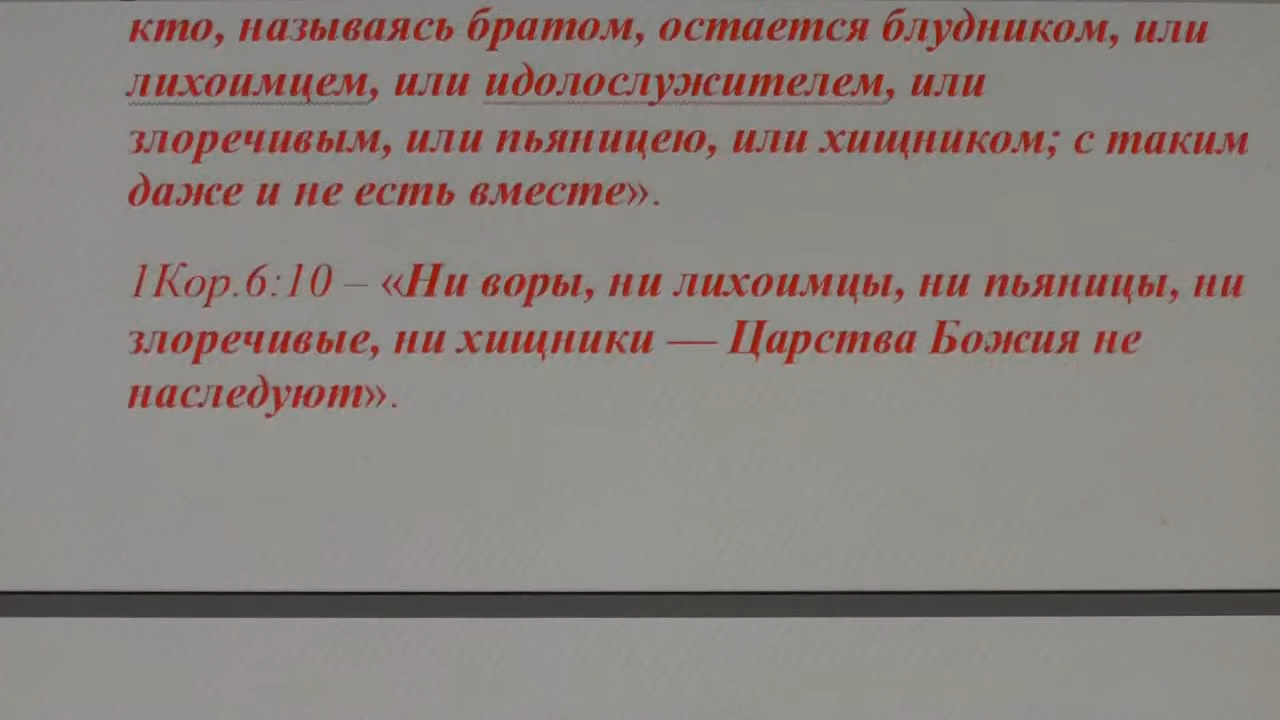 кто, называясь братом, остается блудником, или
лихоимцем, или идолослужителем, или
злоречивым, или пьяницею, или хищником; с таким
даже и не есть вместе».
1Кор.6:10 – «Ни воры, ни лихоимцы, ни пьяницы, ни
злоречивые, ни хищники — Царства Божия не
наследуют».